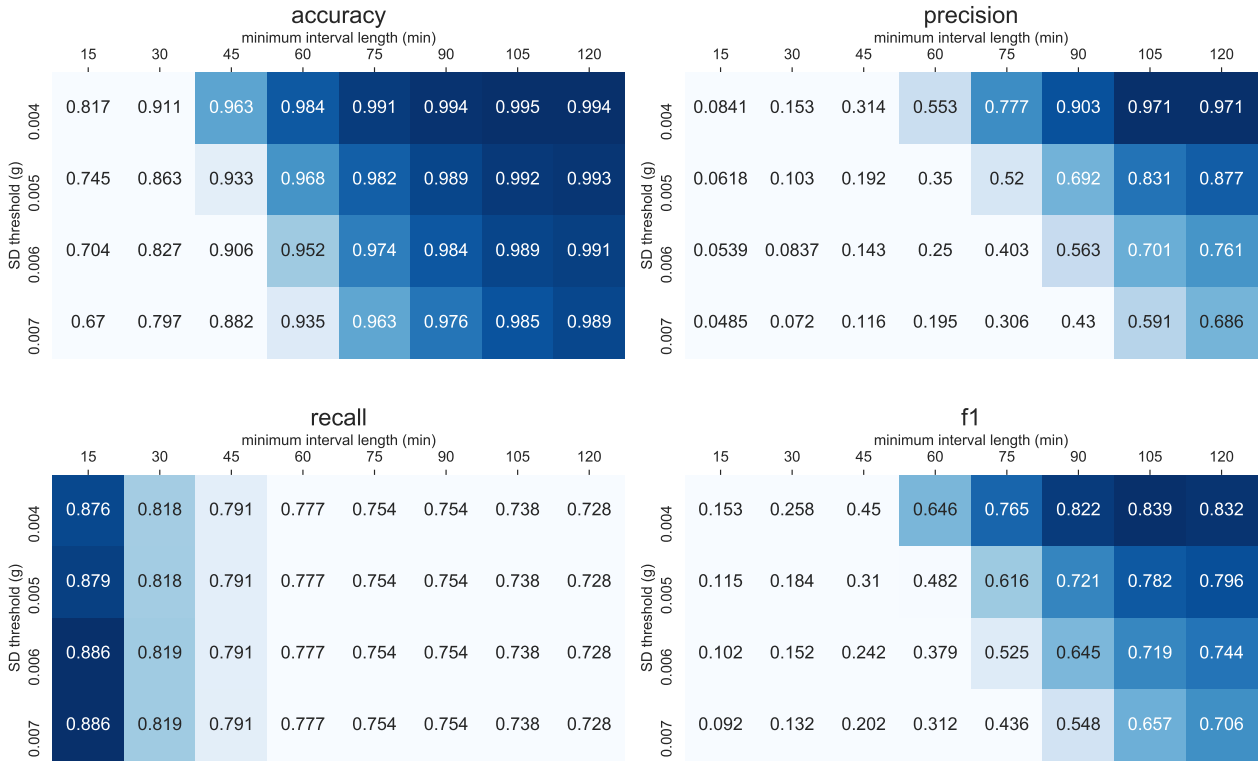 accuracy
minimum interval length (min)
15 30 45 60 75 90 105 120
SD threshold (g)
0.004 0.817 0.911 0.963 0.984 0.991 0.994 0.995 0.994
0.005 0.745 0.863 0.933 0.968 0.982 0.989 0.992 0.993
0.006 0.704 0.827 0.906 0.952 0.974 0.984 0.989 0.991
0.007 0.67 0.797 0.882 0.935 0.963 0.976 0.985 0.989
precision
minimum interval length (min)
15 30 45 60 75 90 105 120
SD threshold (g)
0.004 0.0841 0.153 0.314 0.553 0.777 0.903 0.971 0.971
0.005 0.0618 0.103 0.192 0.35 0.52 0.692 0.831 0.877
0.006 0.0539 0.0837 0.143 0.25 0.403 0.563 0.701 0.761
0.007 0.0485 0.072 0.116 0.195 0.306 0.43 0.591 0.686
recall
minimum interval length (min)
15 30 45 60 75 90 105 120
SD threshold (g)
0.004 0.876 0.818 0.791 0.777 0.754 0.754 0.738 0.728
0.005 0.879 0.818 0.791 0.777 0.754 0.754 0.738 0.728
0.006 0.886 0.819 0.791 0.777 0.754 0.754 0.738 0.728
0.007 0.886 0.819 0.791 0.777 0.754 0.754 0.738 0.728
f1
minimum interval length (min)
15 30 45 60 75 90 105 120
SD threshold (g)
0.004 0.153 0.258 0.45 0.646 0.765 0.822 0.839 0.832
0.005 0.115 0.184 0.31 0.482 0.616 0.721 0.782 0.796
0.006 0.102 0.152 0.242 0.379 0.525 0.645 0.719 0.744
0.007 0.092 0.132 0.202 0.312 0.436 0.548 0.657 0.706